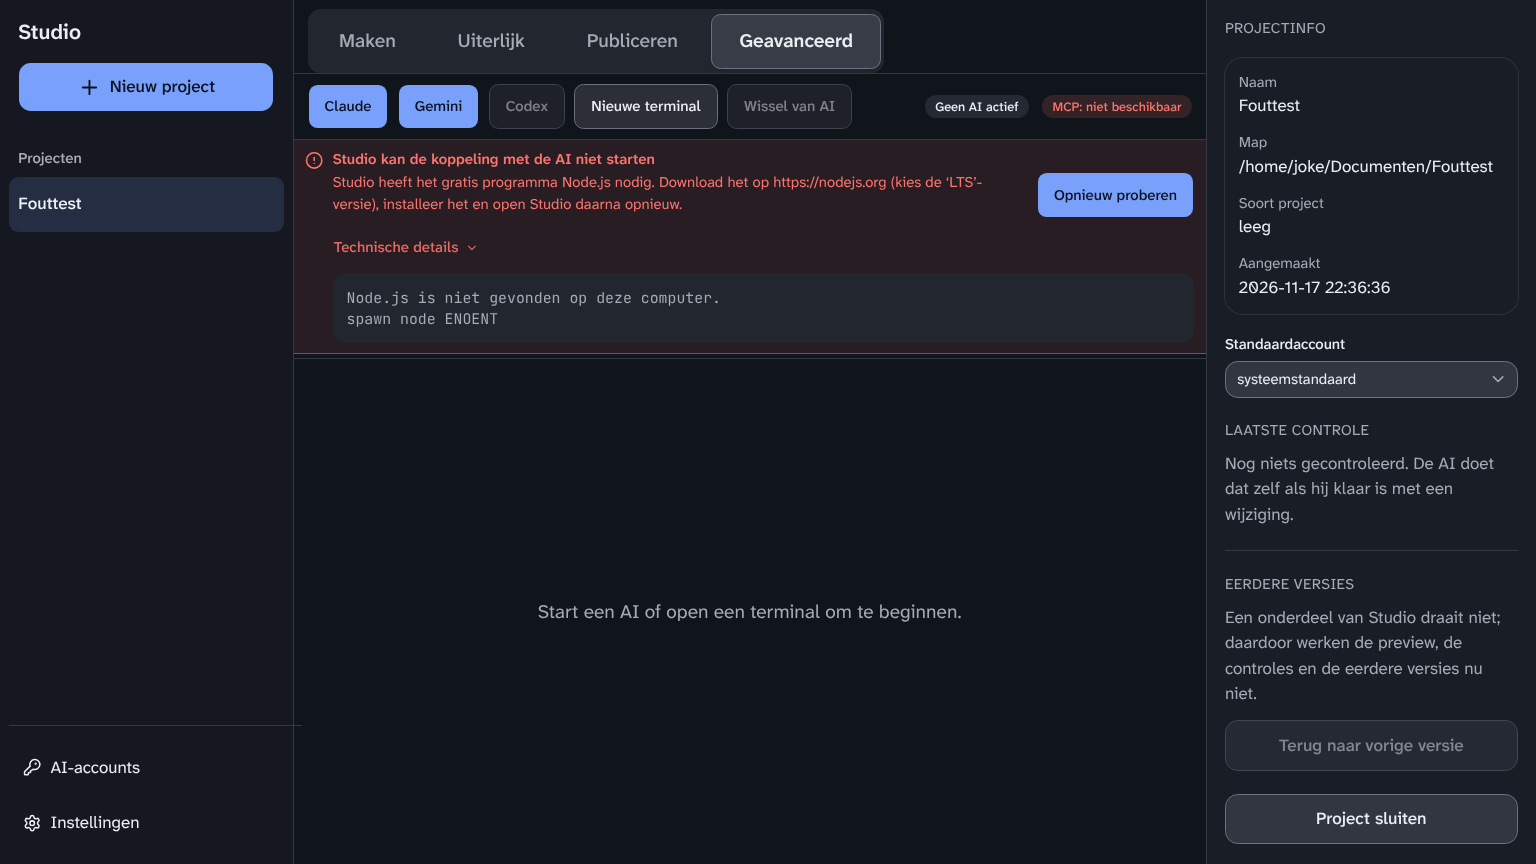 Studio
Nieuw project
Projecten
Fouttest
AI-accounts
Instellingen
Maken
Uiterlijk
Publiceren
Geavanceerd
Claude
Gemini
Codex
Nieuwe terminal
Wissel van AI
Geen AI actief
MCP: niet beschikbaar
Studio kan de koppeling met de AI niet starten
Studio heeft het gratis programma Node.js nodig. Download het op https://nodejs.org (kies de ‘LTS’-
versie), installeer het en open Studio daarna opnieuw.
Opnieuw proberen
Technische details
Node.js is niet gevonden op deze computer.
spawn node ENOENT
Start een AI of open een terminal om te beginnen.
PROJECTINFO
Naam
Fouttest
Map
/home/joke/Documenten/Fouttest
Soort project
leeg
Aangemaakt
2026-11-17 22:36:36
Standaardaccount
systeemstandaard
LAATSTE CONTROLE
Nog niets gecontroleerd. De AI doet
dat zelf als hij klaar is met een
wijziging.
EERDERE VERSIES
Een onderdeel van Studio draait niet;
daardoor werken de preview, de
controles en de eerdere versies nu
niet.
Terug naar vorige versie
Project sluiten